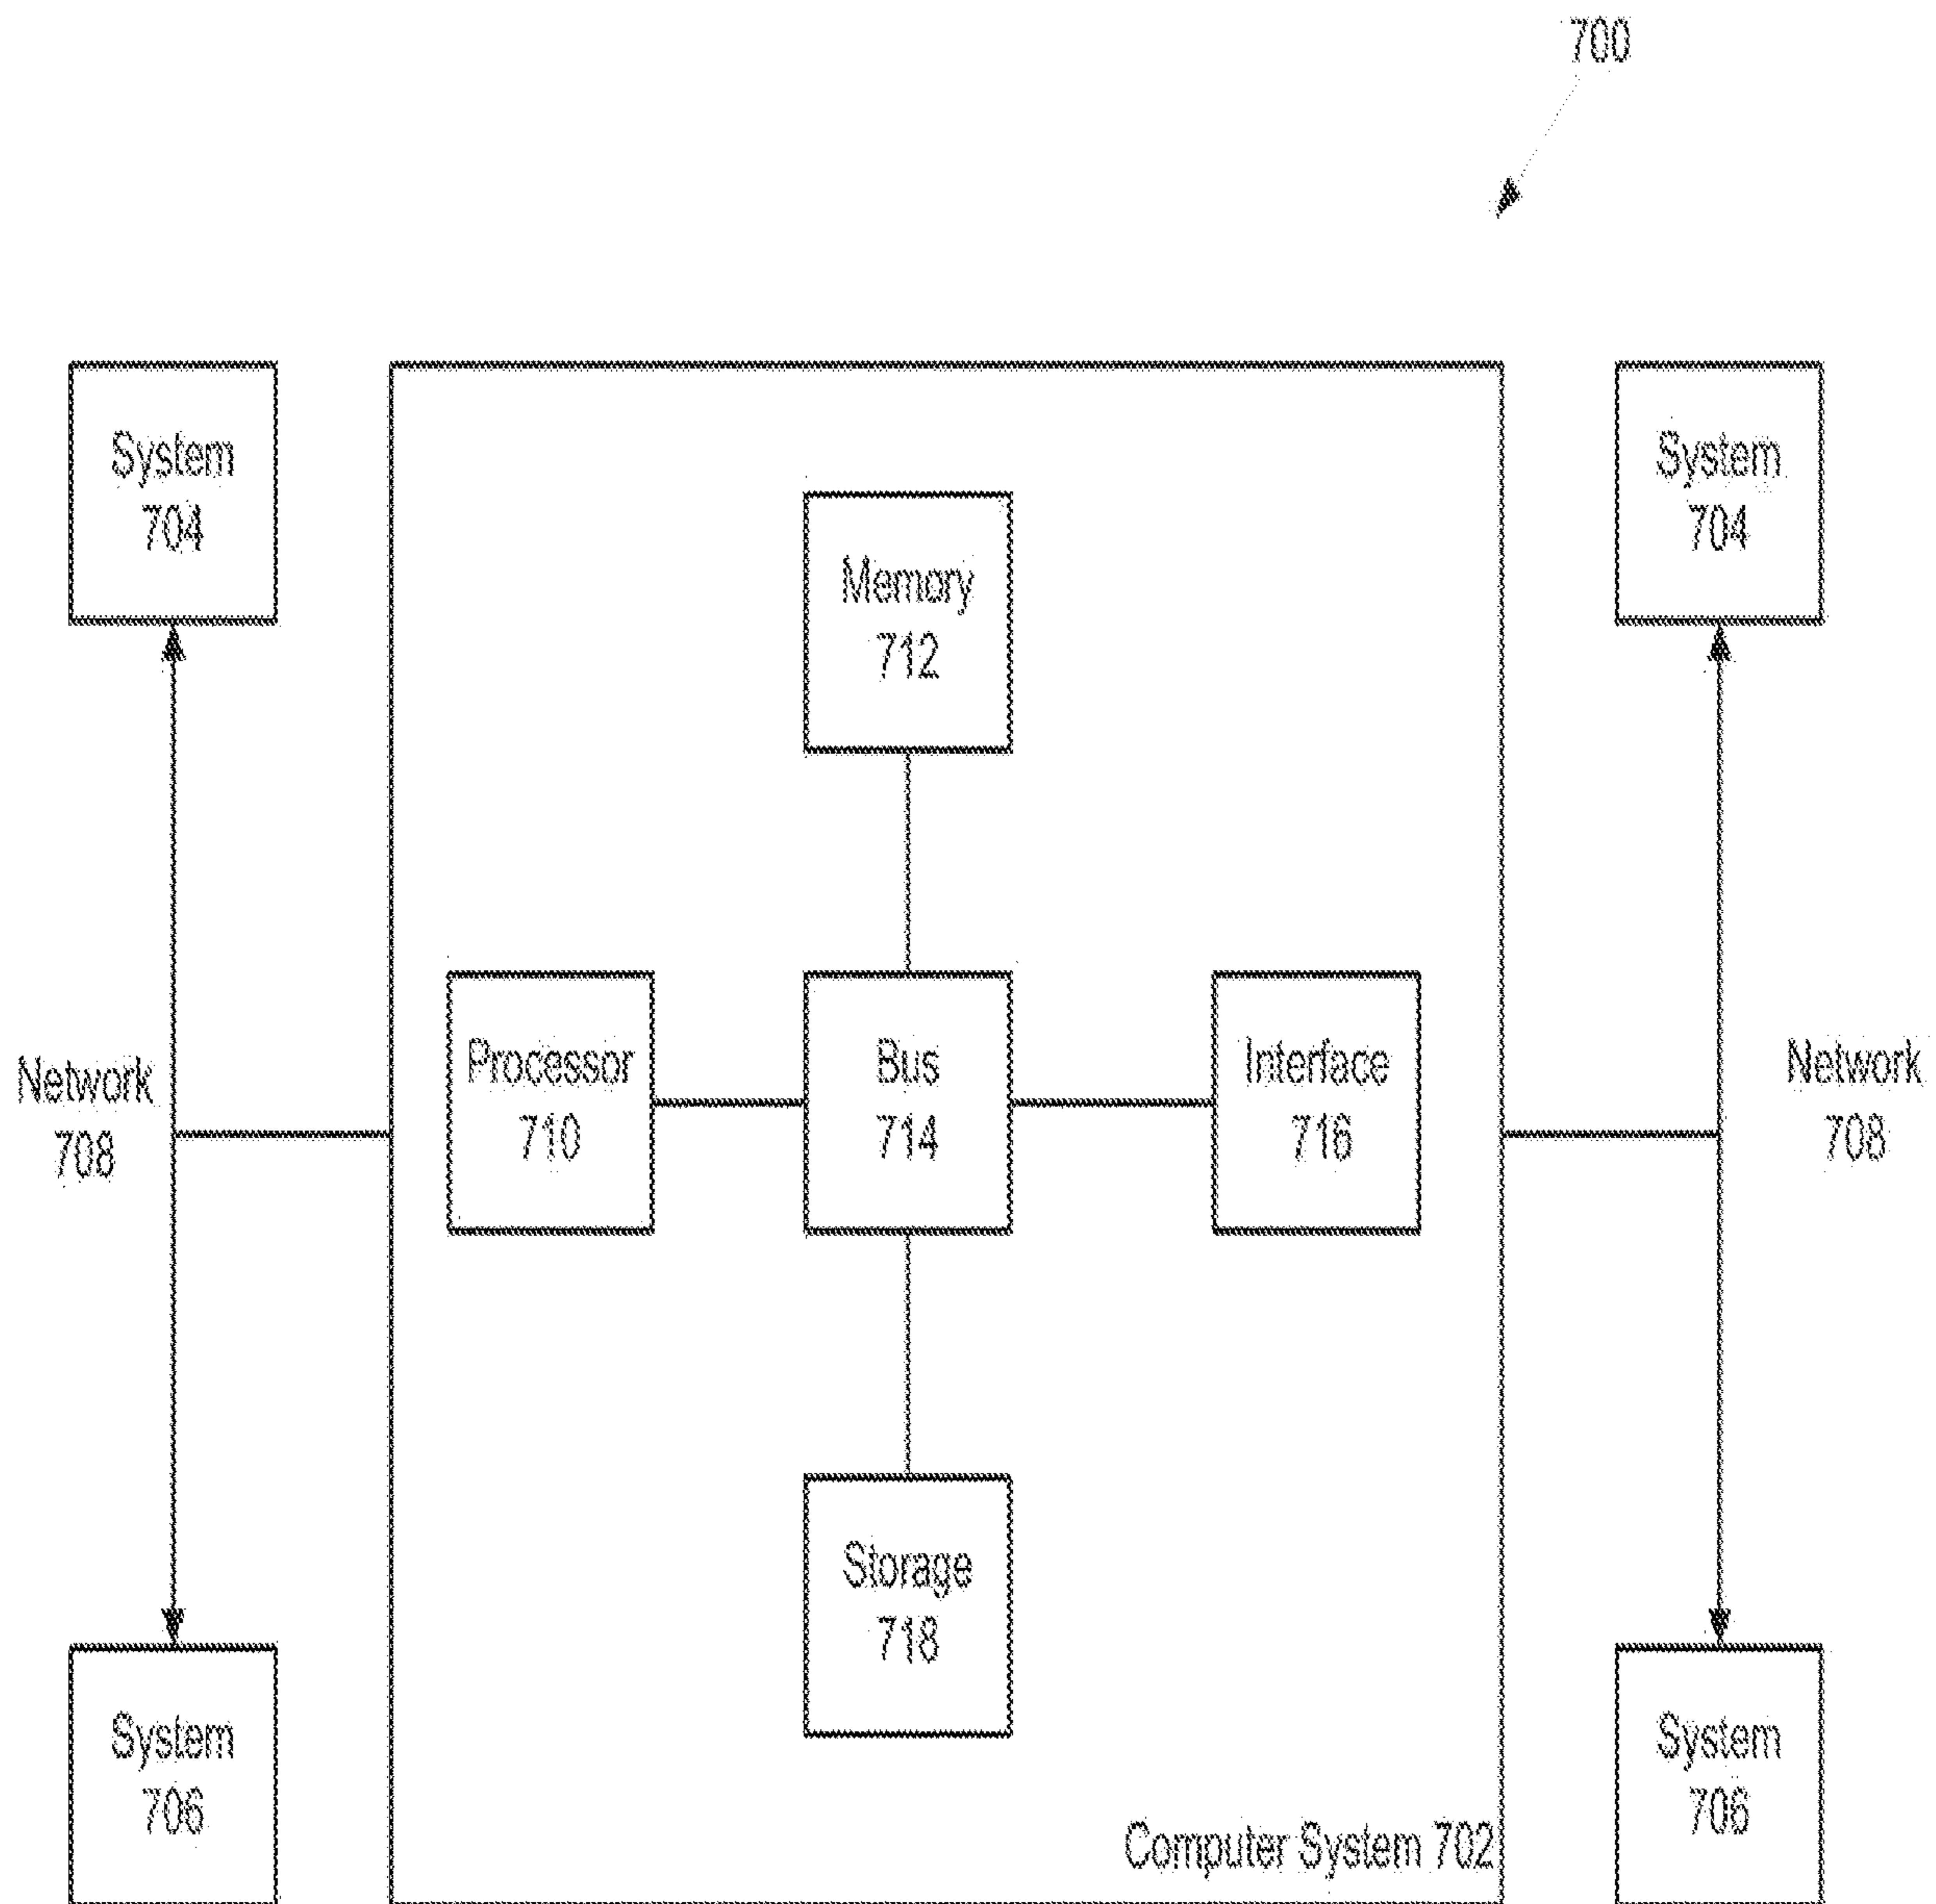 700
System
704
System
704
Memory
712
Network
708
Processor
710
Bus
714
Interface
716
Network
708
Storage
718
System
706
System
706
Computer System 702